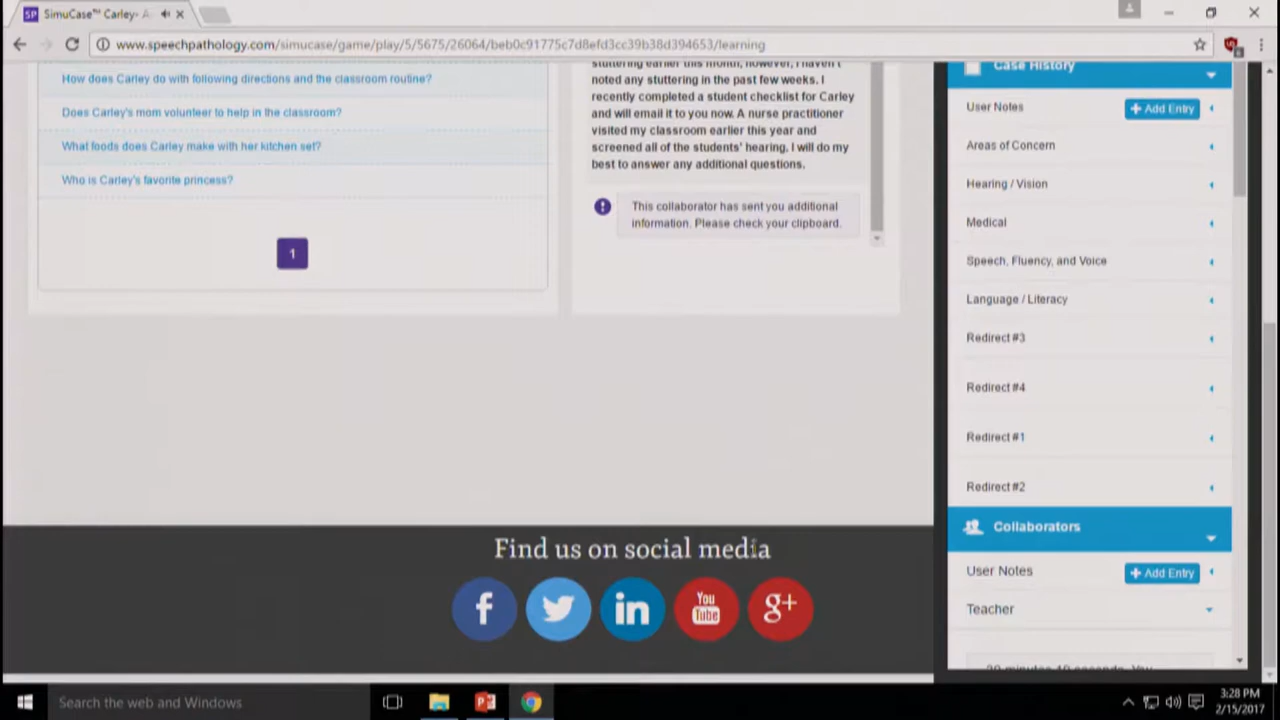 SP SimuCase™ Carley- A
www.speechpathology.com/simucase/game/play/5/5675/26064/beb0c91775c7d8efd3cc39b38d394653/learning
How does Carley do with following directions and the classroom routine?
Does Carley's mom volunteer to help in the classroom?
What foods does Carley make with her kitchen set?
Who is Carley's favorite princess?
1
stuttering earlier this month, however, I haven't
noted any stuttering in the past few weeks. I
recently completed a student checklist for Carley
and will email it to you now. A nurse practitioner
visited my classroom earlier this year and
screened all of the students' hearing. I will do my
best to answer any additional questions.
This collaborator has sent you additional
information. Please check your clipboard.
Case History
User Notes + Add Entry
Areas of Concern
Hearing / Vision
Medical
Speech, Fluency, and Voice
Language / Literacy
Redirect #3
Redirect #4
Redirect #1
Redirect #2
Collaborators
User Notes + Add Entry
Teacher
Find us on social media
f in You Tube g+
Search the web and Windows
3:28 PM
2/15/2017